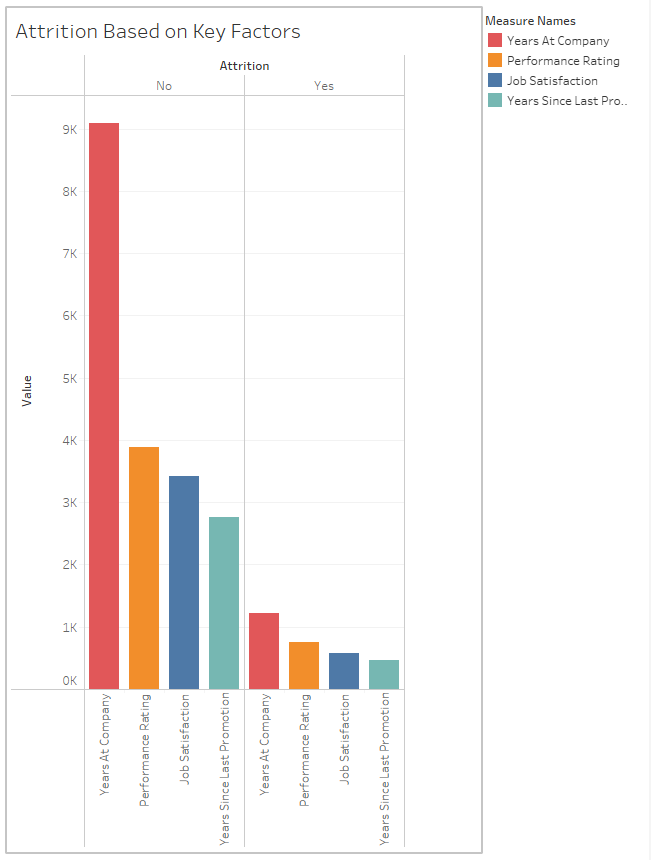 Attrition Based on Key Factors
Attrition
No
Yes
Value
9K
8K
7K
6K
5K
4K
3K
2K
1K
0K
Years At Company
Performance Rating
Job Satisfaction
Years Since Last Promotion
Years At Company
Performance Rating
Job Satisfaction
Years Since Last Promotion
Measure Names
Years At Company
Performance Rating
Job Satisfaction
Years Since Last Pro..